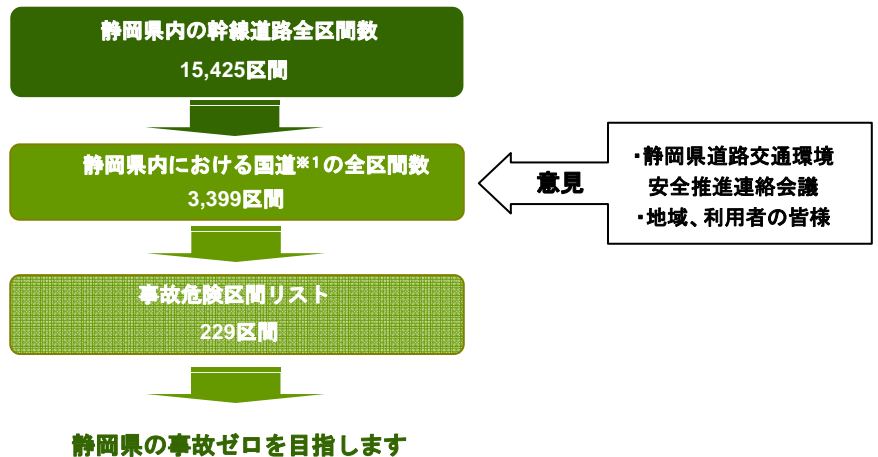 静岡県内の幹線道路全区間数
15,425区間
静岡県内における国道※1の全区間数
3,399区間
意見
・静岡県道路交通環境
安全推進連絡会議
・地域、利用者の皆様
事故危険区間リスト
229区間
静岡県の事故ゼロを目指します